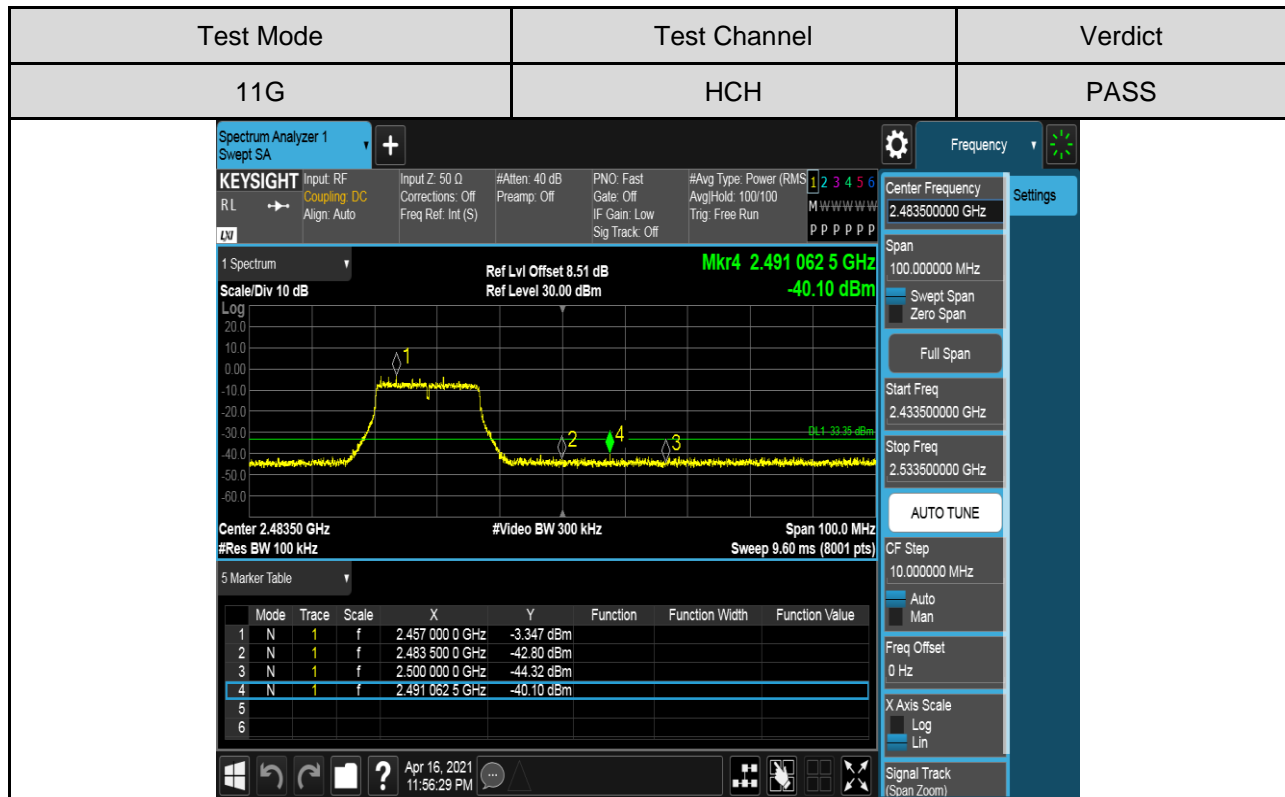 Test Mode Test Channel Verdict
11G HCH PASS
Spectrum Analyzer 1
Swept SA
+
Frequency
KEYSIGHT
RL
LXI
Input: RF
Coupling: DC
Align: Auto
Input Z: 50 Ω
Corrections: Off
Freq Ref: Int (S)
#Atten: 40 dB
Preamp: Off
PNO: Fast
Gate: Off
IF Gain: Low
Sig Track: Off
#Avg Type: Power (RMS
Avg|Hold: 100/100
Trig: Free Run
1 2 3 4 5 6
M W W W W W
P P P P P P
1 Spectrum
Scale/Div 10 dB
Ref Lvl Offset 8.51 dB
Ref Level 30.00 dBm
Mkr4 2.491 062 5 GHz
-40.10 dBm
Log
20.0
10.0
0.00
-10.0
-20.0
-30.0
-40.0
-50.0
-60.0
1
2
4
3
DL1 -33.35 dBm
Center 2.48350 GHz
#Res BW 100 kHz
#Video BW 300 kHz
Span 100.0 MHz
Sweep 9.60 ms (8001 pts)
5 Marker Table
Mode Trace Scale X Y Function Function Width Function Value
1 N 1 f 2.457 000 0 GHz -3.347 dBm
2 N 1 f 2.483 500 0 GHz -42.80 dBm
3 N 1 f 2.500 000 0 GHz -44.32 dBm
4 N 1 f 2.491 062 5 GHz -40.10 dBm
5
6
?
Apr 16, 2021
11:56:29 PM
Center Frequency
2.483500000 GHz
Settings
Span
100.000000 MHz
Swept Span
Zero Span
Full Span
Start Freq
2.433500000 GHz
Stop Freq
2.533500000 GHz
AUTO TUNE
CF Step
10.000000 MHz
Auto
Man
Freq Offset
0 Hz
X Axis Scale
Log
Lin
Signal Track
(Span Zoom)